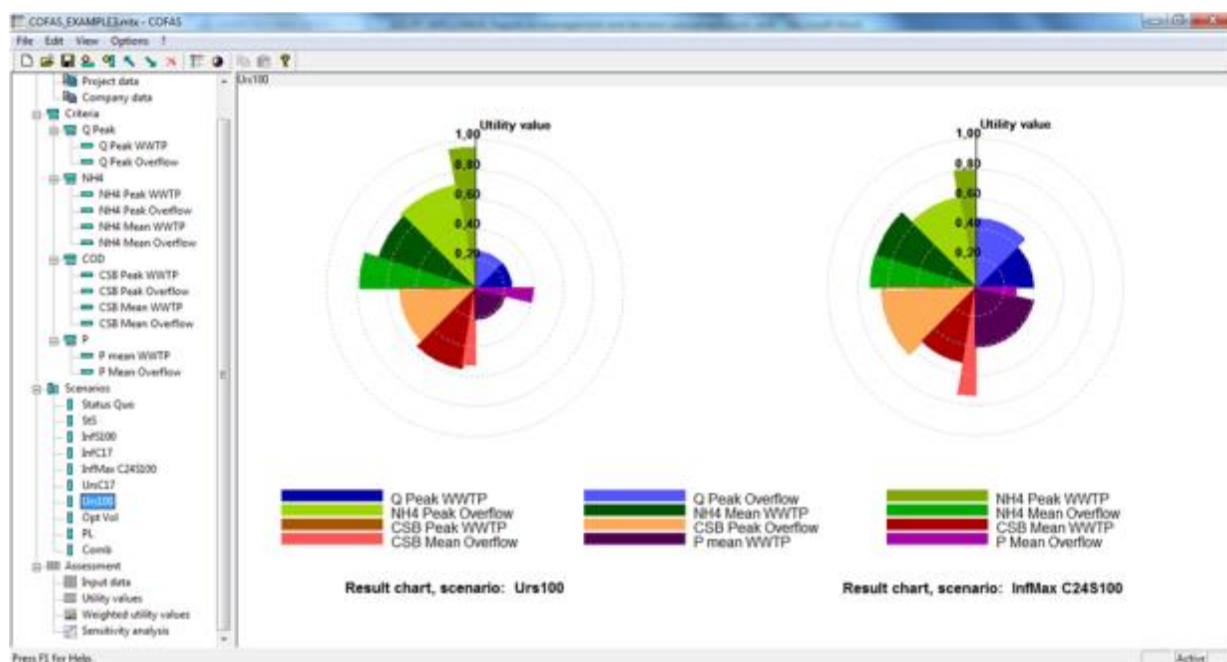 COFAS_EXAMPLE3.mtx - COFAS
File Edit View Options ?
Project data
Company data
Criteria
Q Peak
Q Peak WWTP
Q Peak Overflow
NH4
NH4 Peak WWTP
NH4 Peak Overflow
NH4 Mean WWTP
NH4 Mean Overflow
COD
CSB Peak WWTP
CSB Peak Overflow
CSB Mean WWTP
CSB Mean Overflow
P
P mean WWTP
P Mean Overflow
Scenarios
Status Quo
StS
InfS100
InfC17
InfMax C24S100
UrsC17
Urs100
Opt Vol
PL
Comb
Assessment
Input data
Utility values
Weighted utility values
Sensitivity analysis
Urs100
Utility value
1,00
0,80
0,60
0,40
0,20
Utility value
1,00
0,80
0,60
0,40
0,20
Q Peak WWTP Q Peak Overflow NH4 Peak WWTP
NH4 Peak Overflow NH4 Mean WWTP NH4 Mean Overflow
CSB Peak WWTP CSB Peak Overflow CSB Mean WWTP
CSB Mean Overflow P mean WWTP P Mean Overflow
Result chart, scenario: Urs100
Result chart, scenario: InfMax C24S100
Press F1 for Help.
Active